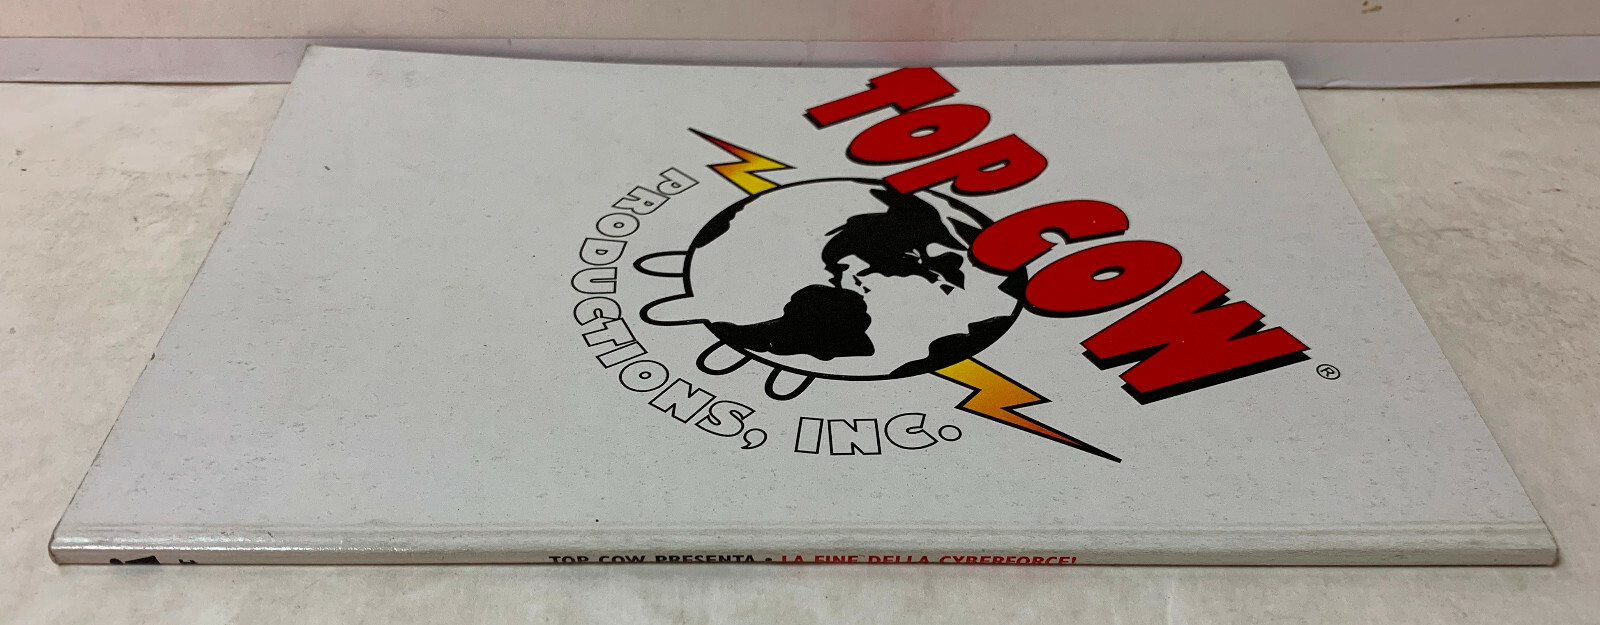 TOP COW®
PRODUCTIONS, INC.
TOP COW PRESENTA • LA FINE DELLA CYBERFORCE!